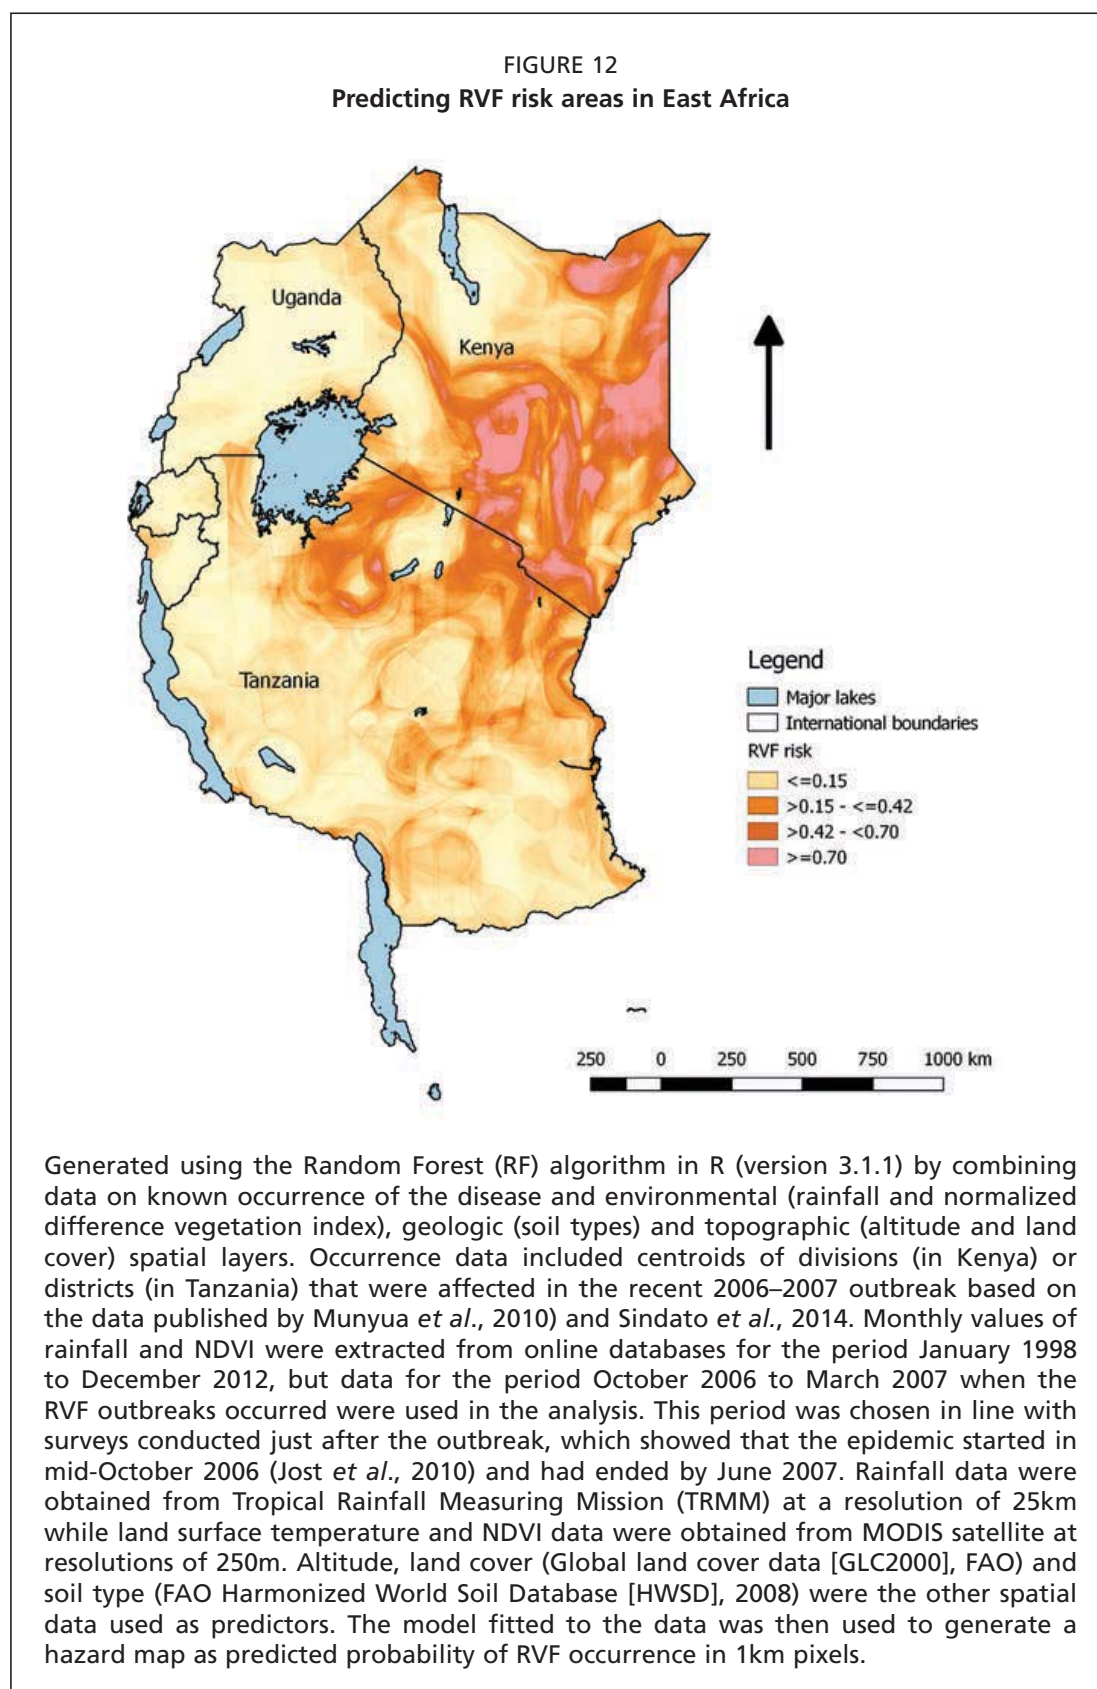 FIGURE 12
Predicting RVF risk areas in East Africa
Uganda
Kenya
Tanzania
Legend
Major lakes
International boundaries
RVF risk
<=0.15
>0.15 - <=0.42
>0.42 - <0.70
>=0.70
250 0 250 500 750 1000 km
Generated using the Random Forest (RF) algorithm in R (version 3.1.1) by combining
data on known occurrence of the disease and environmental (rainfall and normalized
difference vegetation index), geologic (soil types) and topographic (altitude and land
cover) spatial layers. Occurrence data included centroids of divisions (in Kenya) or
districts (in Tanzania) that were affected in the recent 2006–2007 outbreak based on
the data published by Munyua et al., 2010) and Sindato et al., 2014. Monthly values of
rainfall and NDVI were extracted from online databases for the period January 1998
to December 2012, but data for the period October 2006 to March 2007 when the
RVF outbreaks occurred were used in the analysis. This period was chosen in line with
surveys conducted just after the outbreak, which showed that the epidemic started in
mid-October 2006 (Jost et al., 2010) and had ended by June 2007. Rainfall data were
obtained from Tropical Rainfall Measuring Mission (TRMM) at a resolution of 25km
while land surface temperature and NDVI data were obtained from MODIS satellite at
resolutions of 250m. Altitude, land cover (Global land cover data [GLC2000], FAO) and
soil type (FAO Harmonized World Soil Database [HWSD], 2008) were the other spatial
data used as predictors. The model fitted to the data was then used to generate a
hazard map as predicted probability of RVF occurrence in 1km pixels.